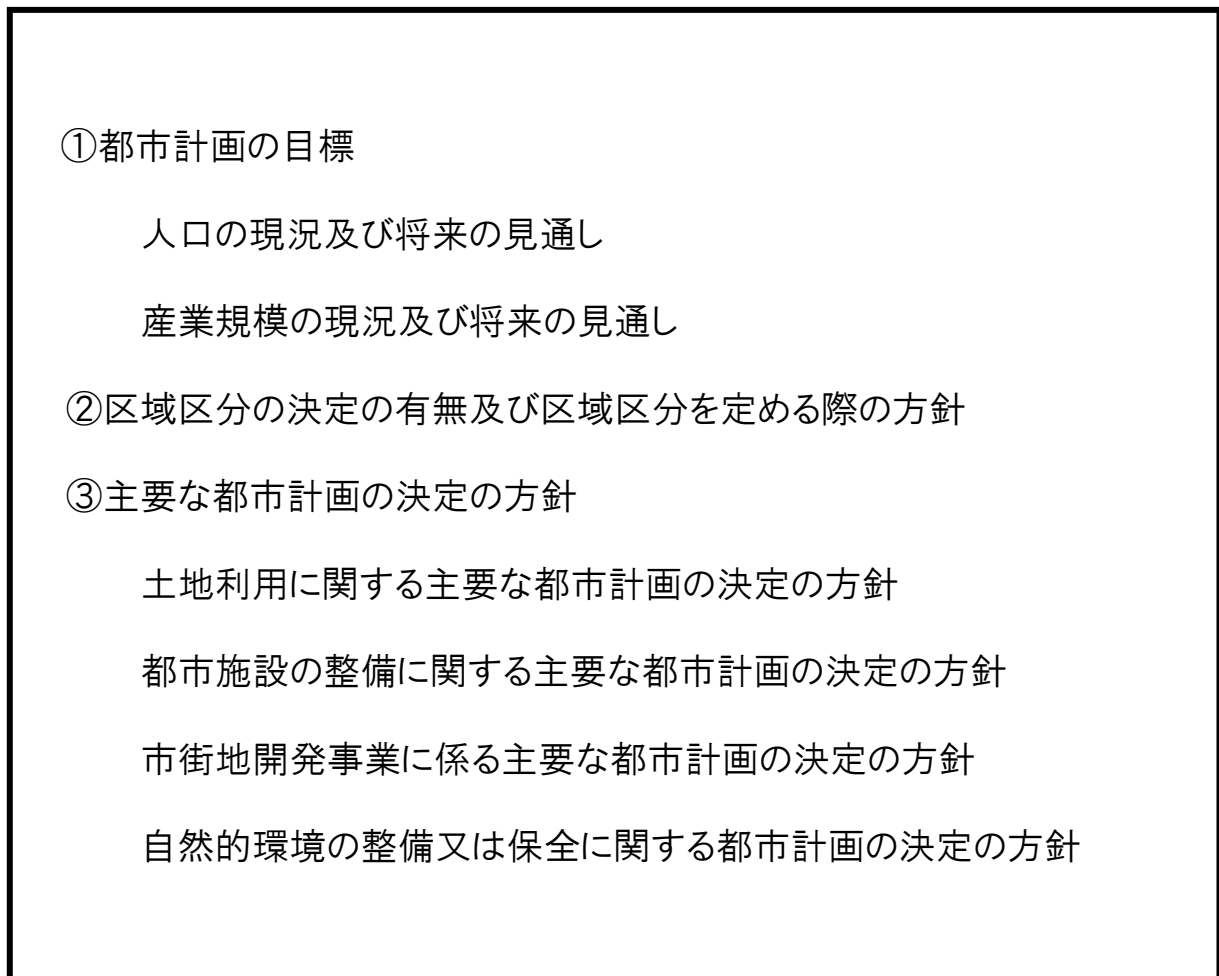 ①都市計画の目標
人口の現況及び将来の見通し
産業規模の現況及び将来の見通し
②区域区分の決定の有無及び区域区分を定める際の方針
③主要な都市計画の決定の方針
土地利用に関する主要な都市計画の決定の方針
都市施設の整備に関する主要な都市計画の決定の方針
市街地開発事業に係る主要な都市計画の決定の方針
自然的環境の整備又は保全に関する都市計画の決定の方針